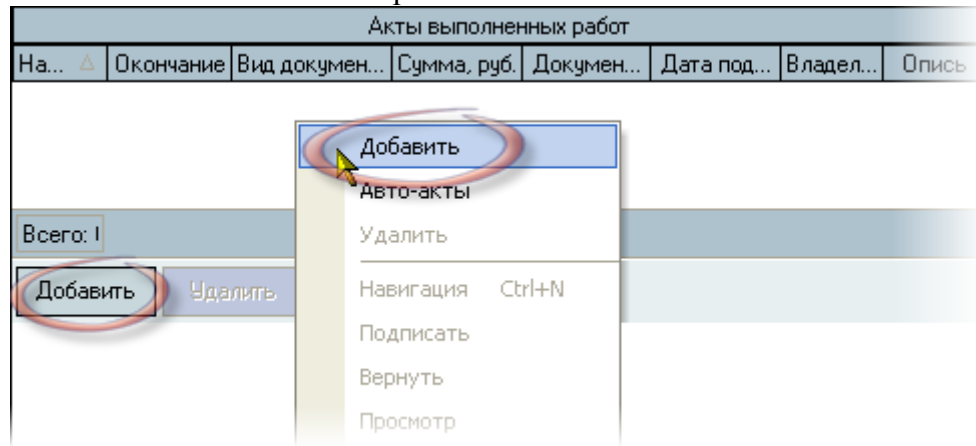 Акты выполненных работ
На... Окончание Вид докумен... Сумма, руб. Докумен... Дата под... Владел... Опись
Добавить
Авто-акты
Удалить
Навигация Ctrl+N
Подписать
Вернуть
Просмотр
Всего:
Добавить Удалить